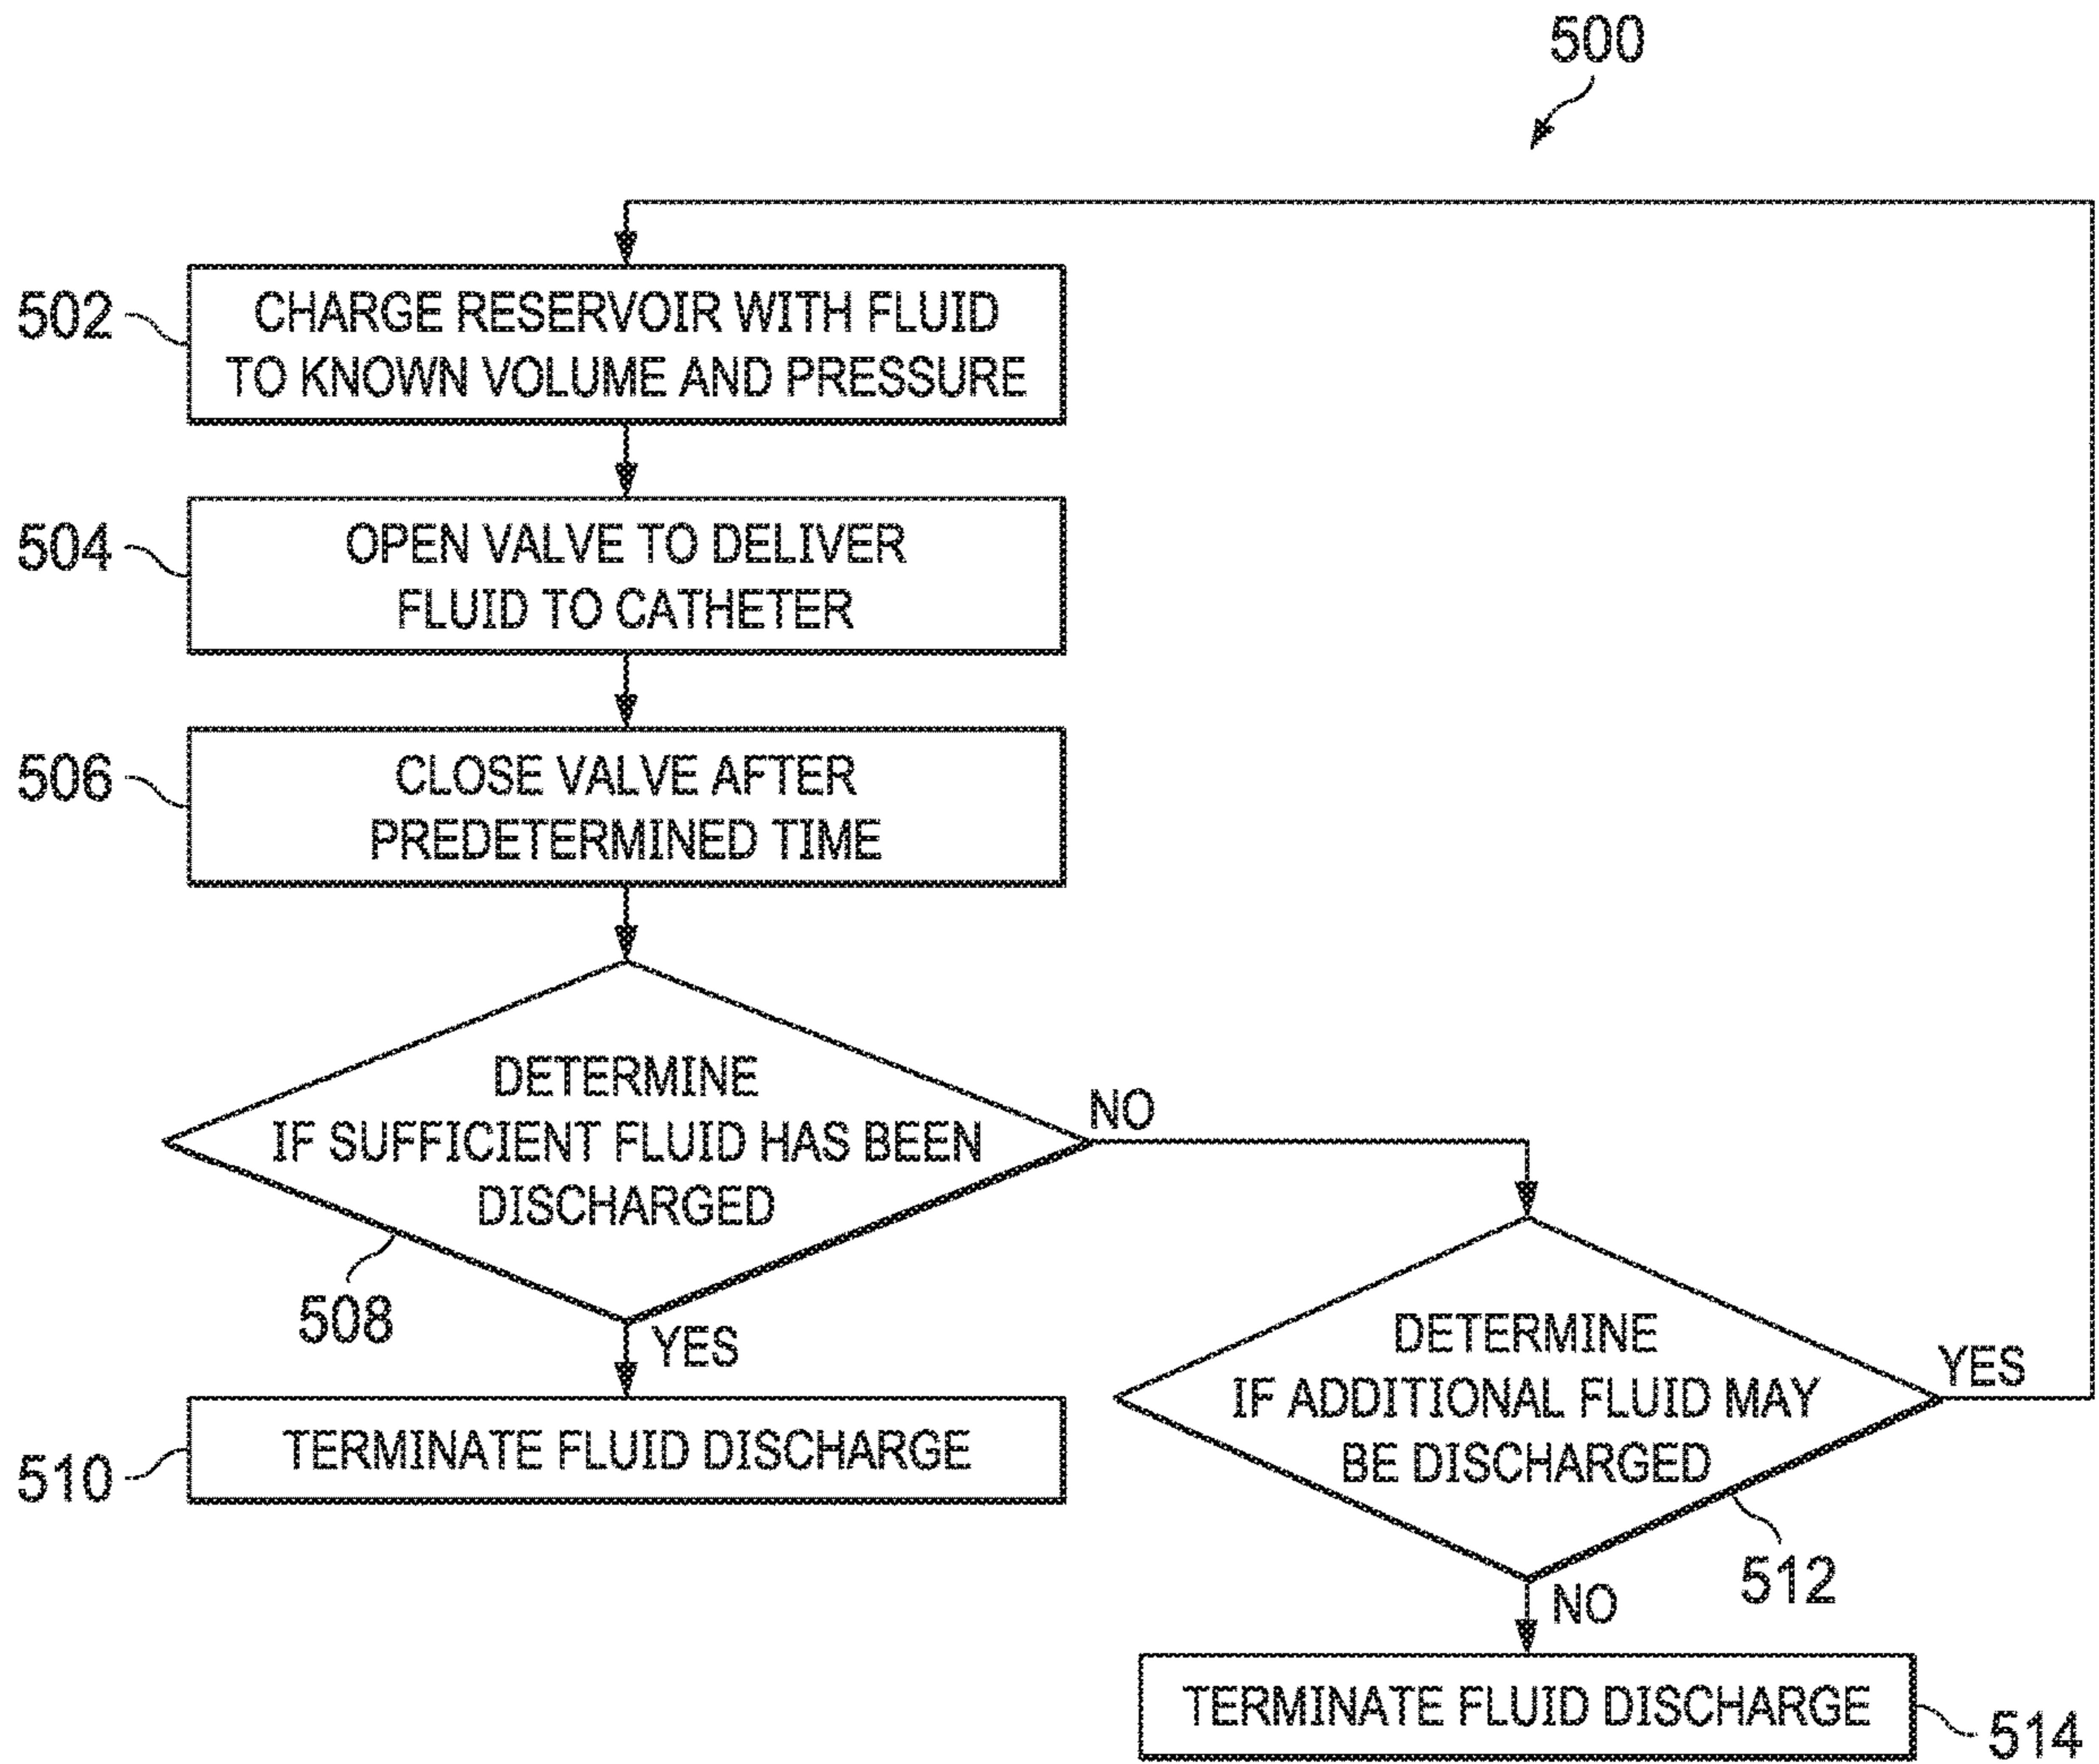 500
502
CHARGE RESERVOIR WITH FLUID
TO KNOWN VOLUME AND PRESSURE
504
OPEN VALVE TO DELIVER
FLUID TO CATHETER
506
CLOSE VALVE AFTER
PREDETERMINED TIME
DETERMINE
IF SUFFICIENT FLUID HAS BEEN
DISCHARGED
NO
508
YES
510
TERMINATE FLUID DISCHARGE
DETERMINE
IF ADDITIONAL FLUID MAY
BE DISCHARGED
YES
512
NO
TERMINATE FLUID DISCHARGE
514